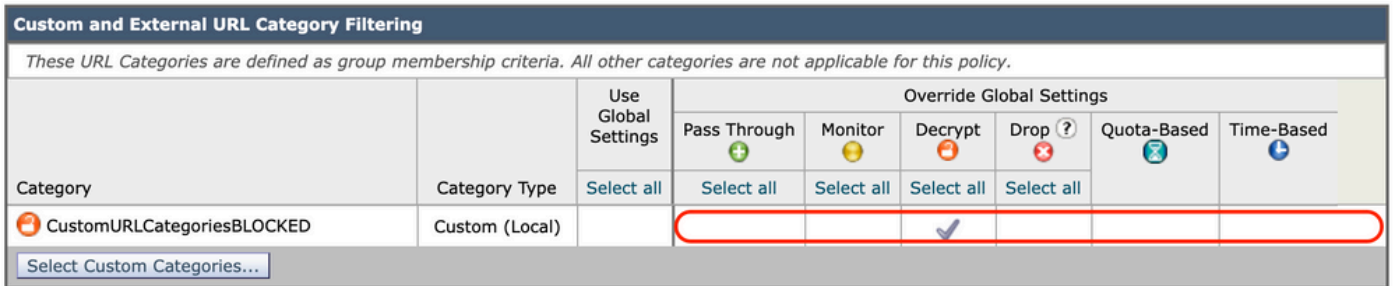 Custom and External URL Category Filtering
These URL Categories are defined as group membership criteria. All other categories are not applicable for this policy.
Use Global Settings
Override Global Settings
Pass Through
Monitor
Decrypt
Drop ?
Quota-Based
Time-Based
Category
Category Type
Select all
Select all
Select all
Select all
Select all
CustomURLCategoriesBLOCKED
Custom (Local)
Select Custom Categories...